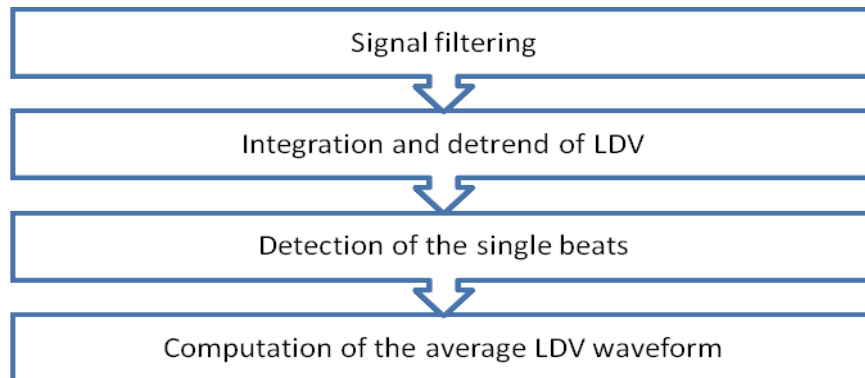 Signal filtering
Integration and detrend of LDV
Detection of the single beats
Computation of the average LDV waveform